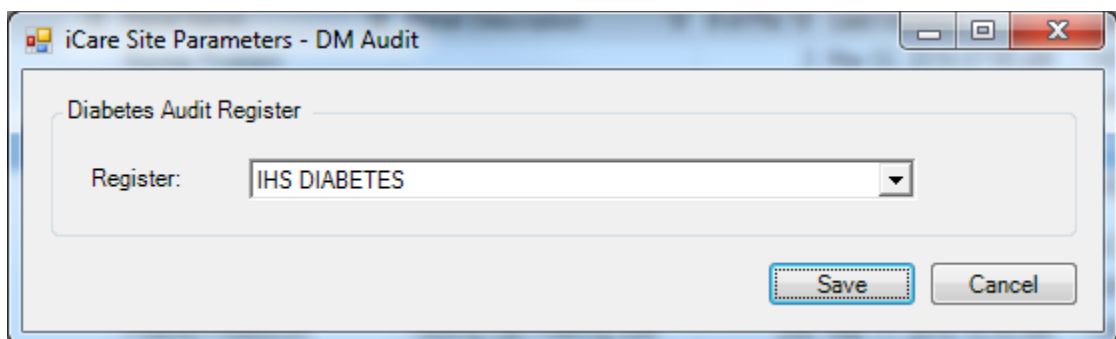 iCare Site Parameters - DM Audit
Diabetes Audit Register
Register: IHS DIABETES
Save Cancel